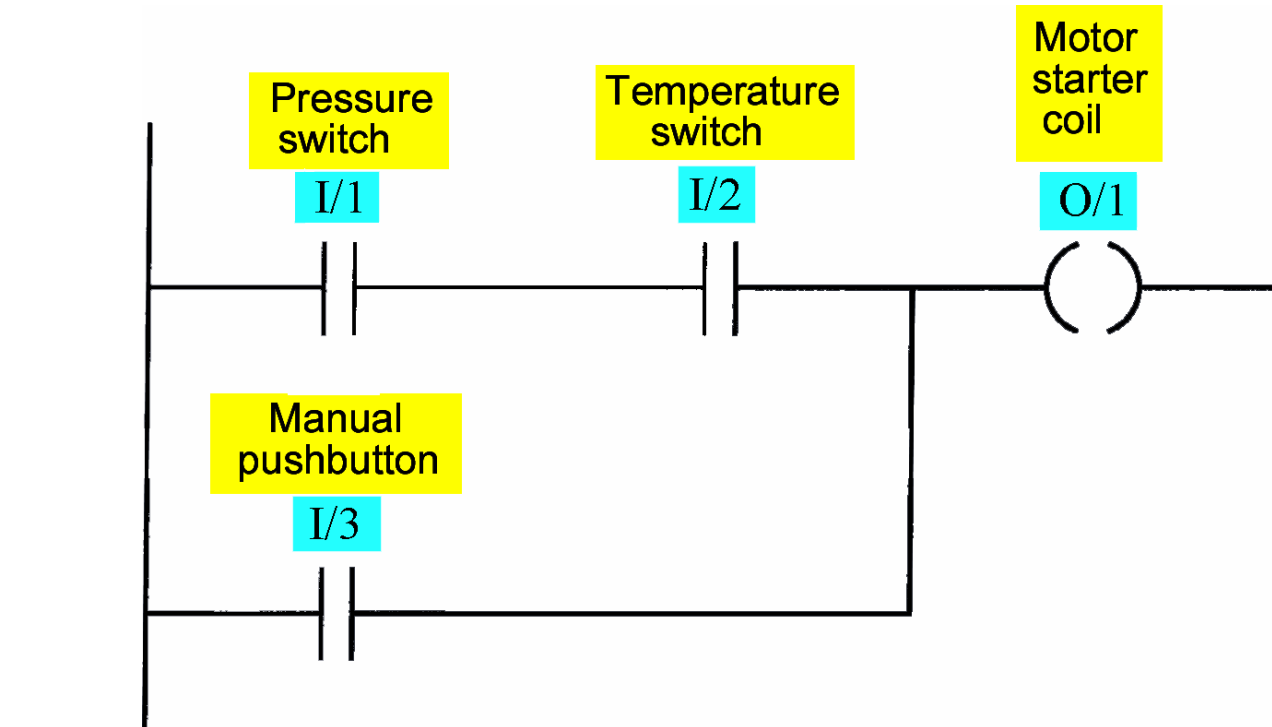 Pressure
switch
I/1
Temperature
switch
I/2
Motor
starter
coil
O/1
Manual
pushbutton
I/3